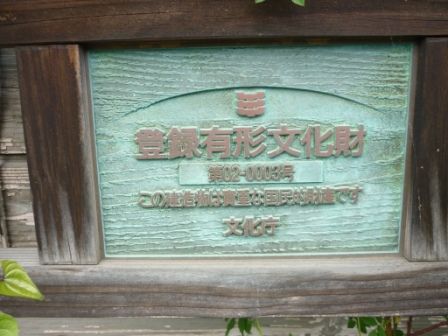 登録有形文化財
第02-0003号
この建造物は貴重な国民的財産です
文化庁